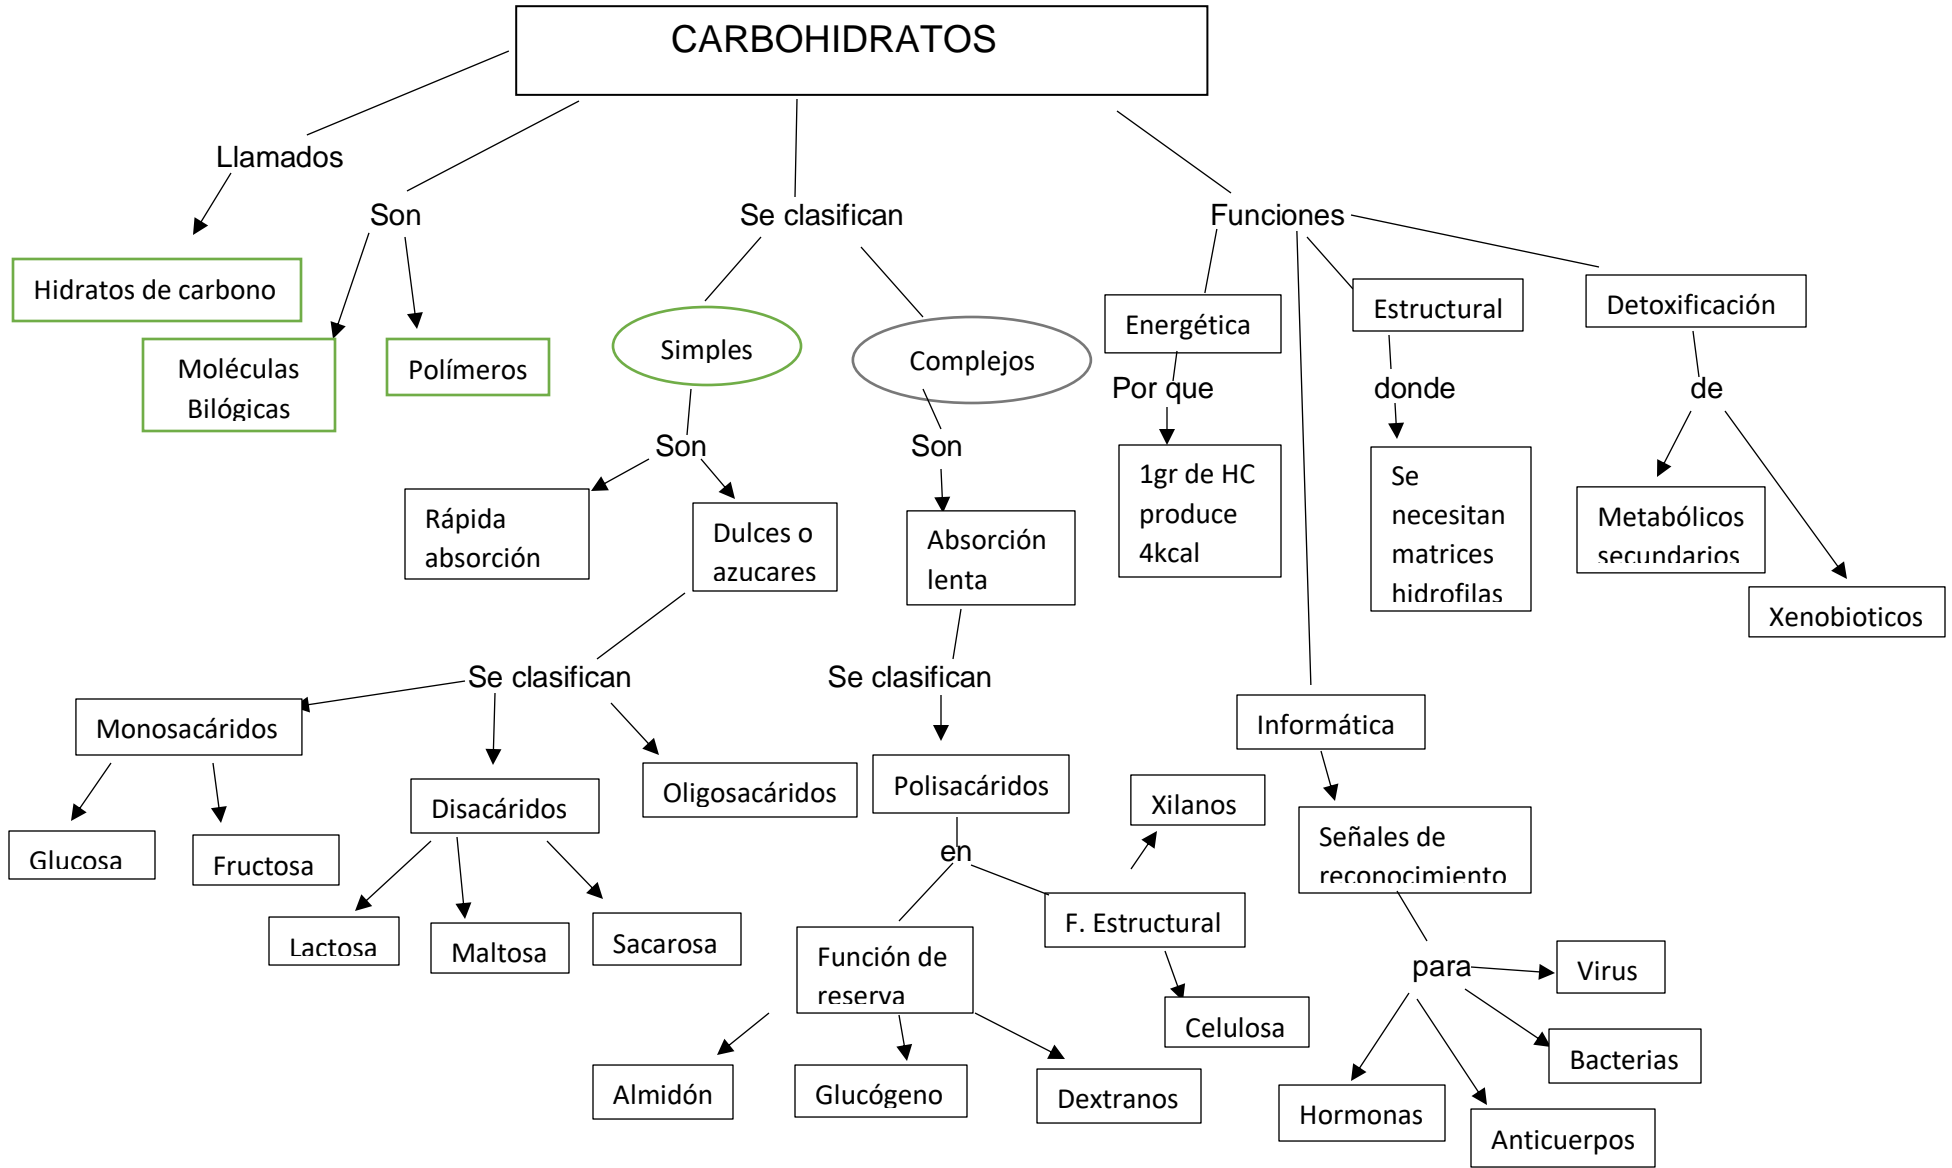 CARBOHIDRATOS
Llamados
Son
Se clasifican
Funciones
Hidratos de carbono
Moléculas
Bilógicas
Polímeros
Simples
Complejos
Energética
Estructural
Detoxificación
Por que
donde
de
Son
Son
Rápida
absorción
Dulces o
azucares
Absorción
lenta
1gr de HC
produce
4kcal
Se
necesitan
matrices
hidrofilas
Metabólicos
secundarios
Xenobioticos
Se clasifican
Se clasifican
Monosacáridos
Disacáridos
Oligosacáridos
Polisacáridos
Xilanos
Informática
Glucosa
Fructosa
en
Señales de
reconocimiento
Lactosa
Maltosa
Sacarosa
Función de
reserva
F. Estructural
para
Virus
Celulosa
Bacterias
Almidón
Glucógeno
Dextranos
Hormonas
Anticuerpos